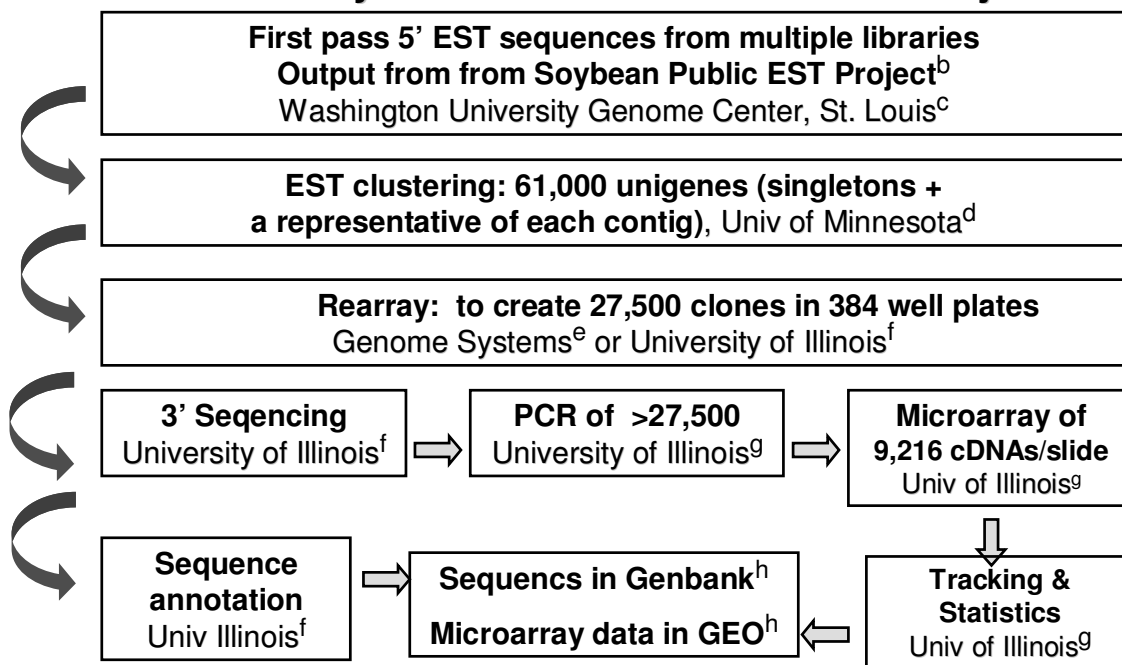 First pass 5’ EST sequences from multiple libraries
Output from from Soybean Public EST Projectᵇ
Washington University Genome Center, St. Louisᶜ
EST clustering: 61,000 unigenes (singletons +
a representative of each contig), Univ of Minnesotaᵈ
Rearray: to create 27,500 clones in 384 well plates
Genome Systemsᵉ or University of Illinoisᶠ
3’ Seqencing
University of Illinoisᶠ
PCR of >27,500
University of Illinoisᵍ
Microarray of
9,216 cDNAs/slide
Univ of Illinoisᵍ
Sequence
annotation
Univ Illinoisᶠ
Sequencs in Genbankʰ
Microarray data in GEOʰ
Tracking &
Statistics
Univ of Illinoisᵍ